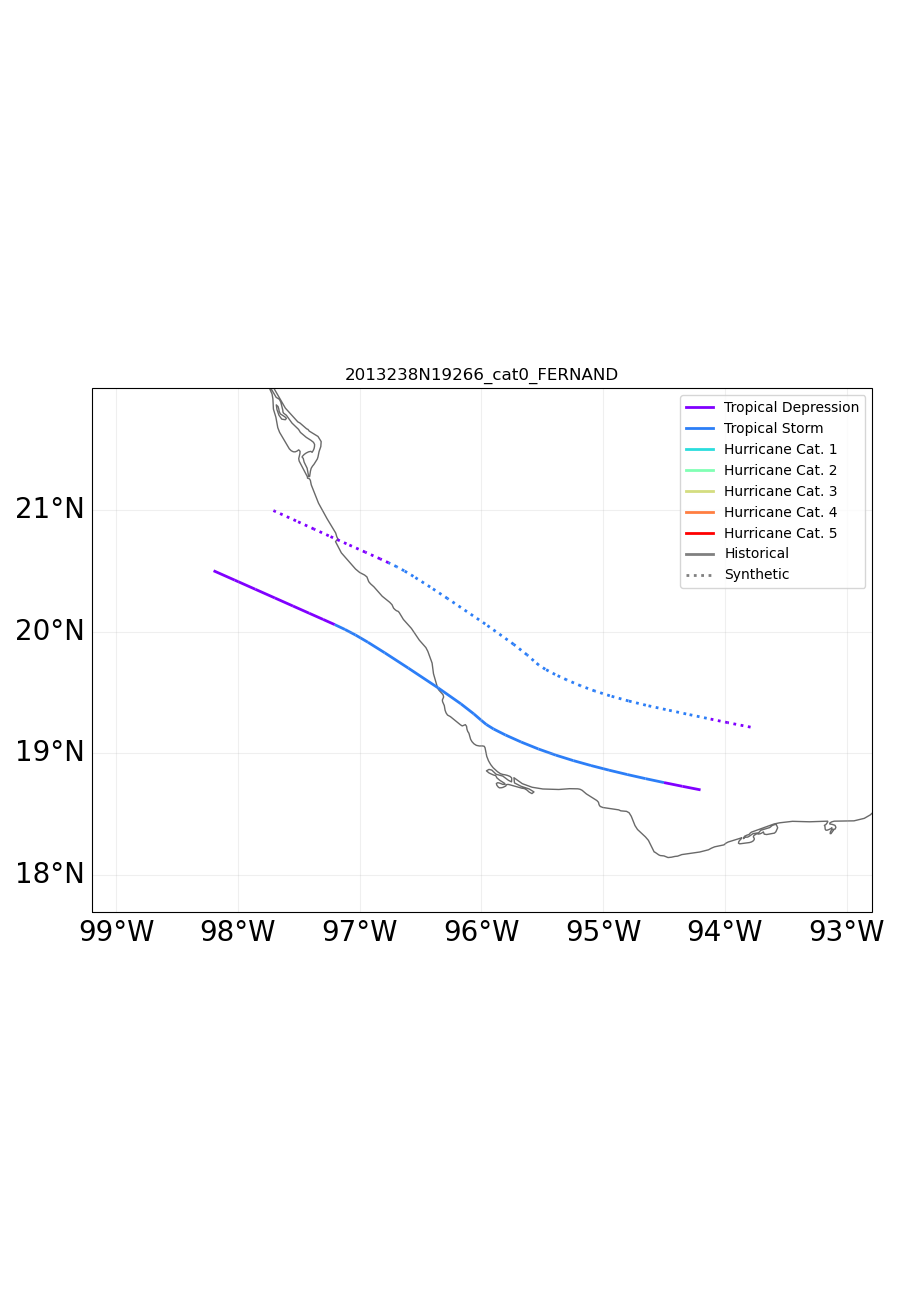 2013238N19266_cat0_FERNAND
Tropical Depression
Tropical Storm
Hurricane Cat. 1
Hurricane Cat. 2
Hurricane Cat. 3
Hurricane Cat. 4
Hurricane Cat. 5
Historical
Synthetic
21°N
20°N
19°N
18°N
99°W 98°W 97°W 96°W 95°W 94°W 93°W